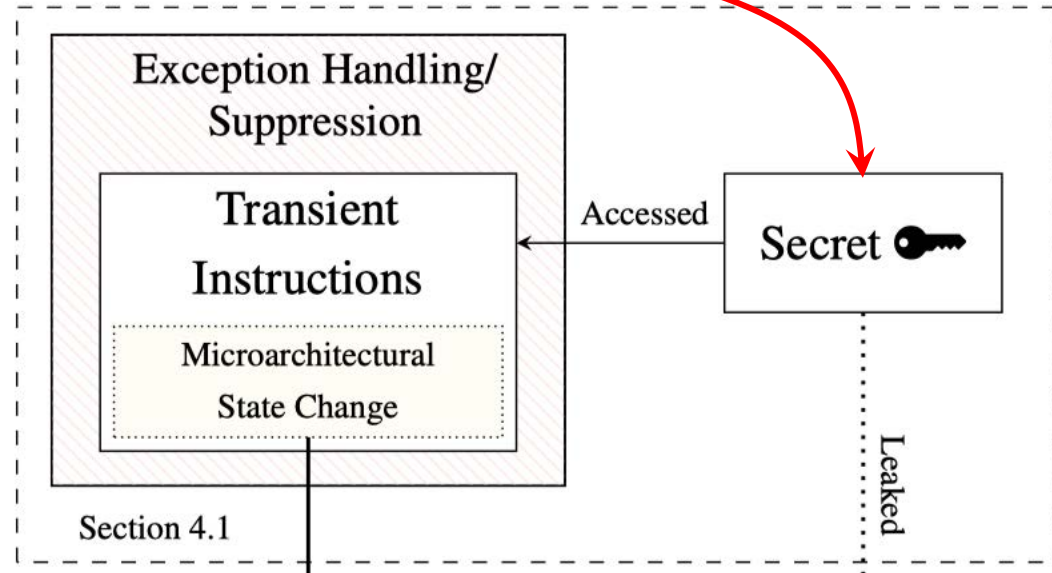 Exception Handling/
Suppression
Transient
Instructions
Microarchitectural
State Change
Accessed
Secret
Leaked
Section 4.1